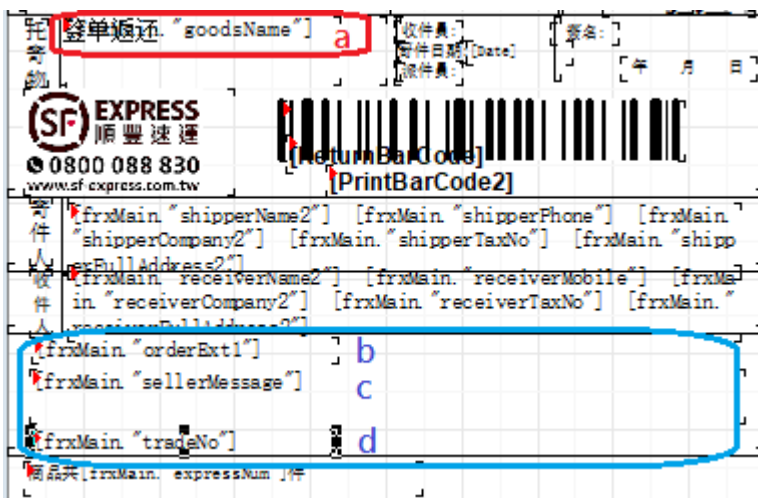 托寄物
簽單返还 "goodsName"] a
收件員:
寄件日期:[Date]
派件員:
簽名:
年 月 日
SF EXPRESS
順豐速運
0800 088 830
www.sf-express.com.tw
[ReturnBarCode]
[PrintBarCode2]
寄件人
[frxMain."shipperName2"] [frxMain."shipperPhone"] [frxMain.
"shipperCompany2"] [frxMain."shipperTaxNo"] [frxMain."shipp
erFullAddress2"]
收件人
[frxMain."receiverName2"] [frxMain."receiverMobile"] [frxMa
in."receiverCompany2"] [frxMain."receiverTaxNo"] [frxMain."
receiverFullAddress2"]
[frxMain."orderExt1"] b
[frxMain."sellerMessage"] c
[frxMain."tradeNo"] d
商品共[frxMain."expressNum"]件